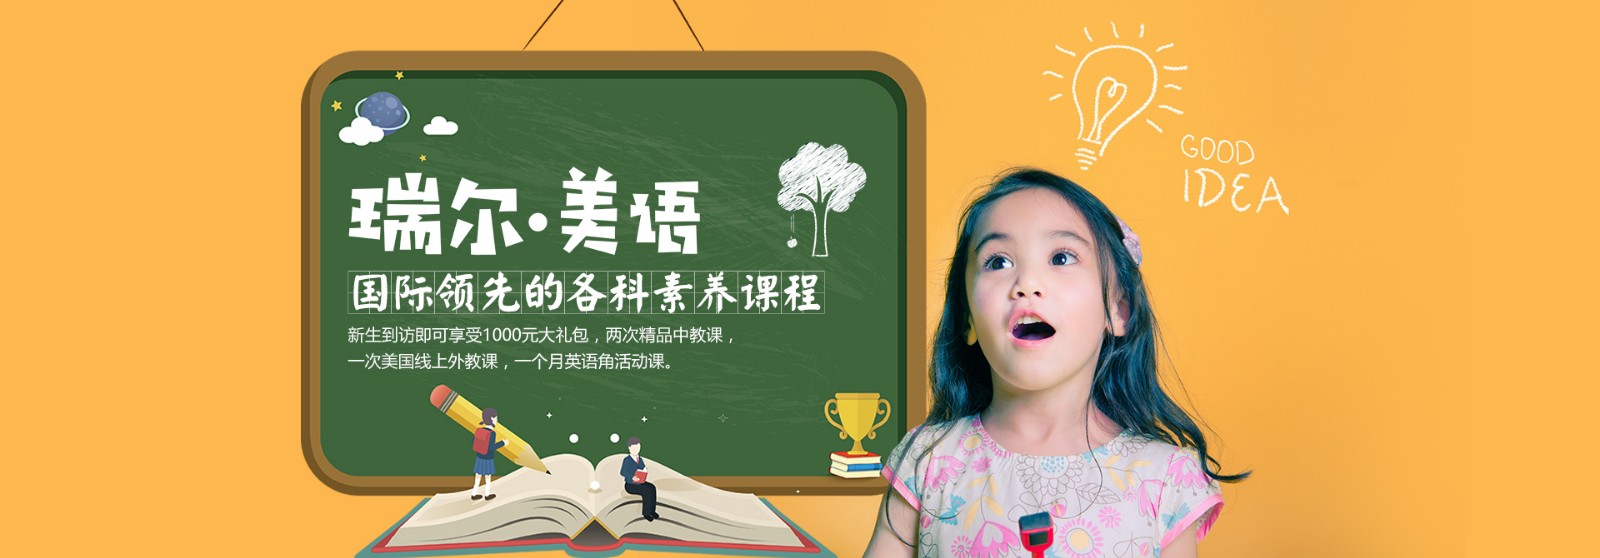 瑞尔·美语
国际领先的各科素养课程
新生到访即可享受1000元大礼包，两次精品中教课，
一次美国线上外教课，一个月英语角活动课。
GOOD
IDEA